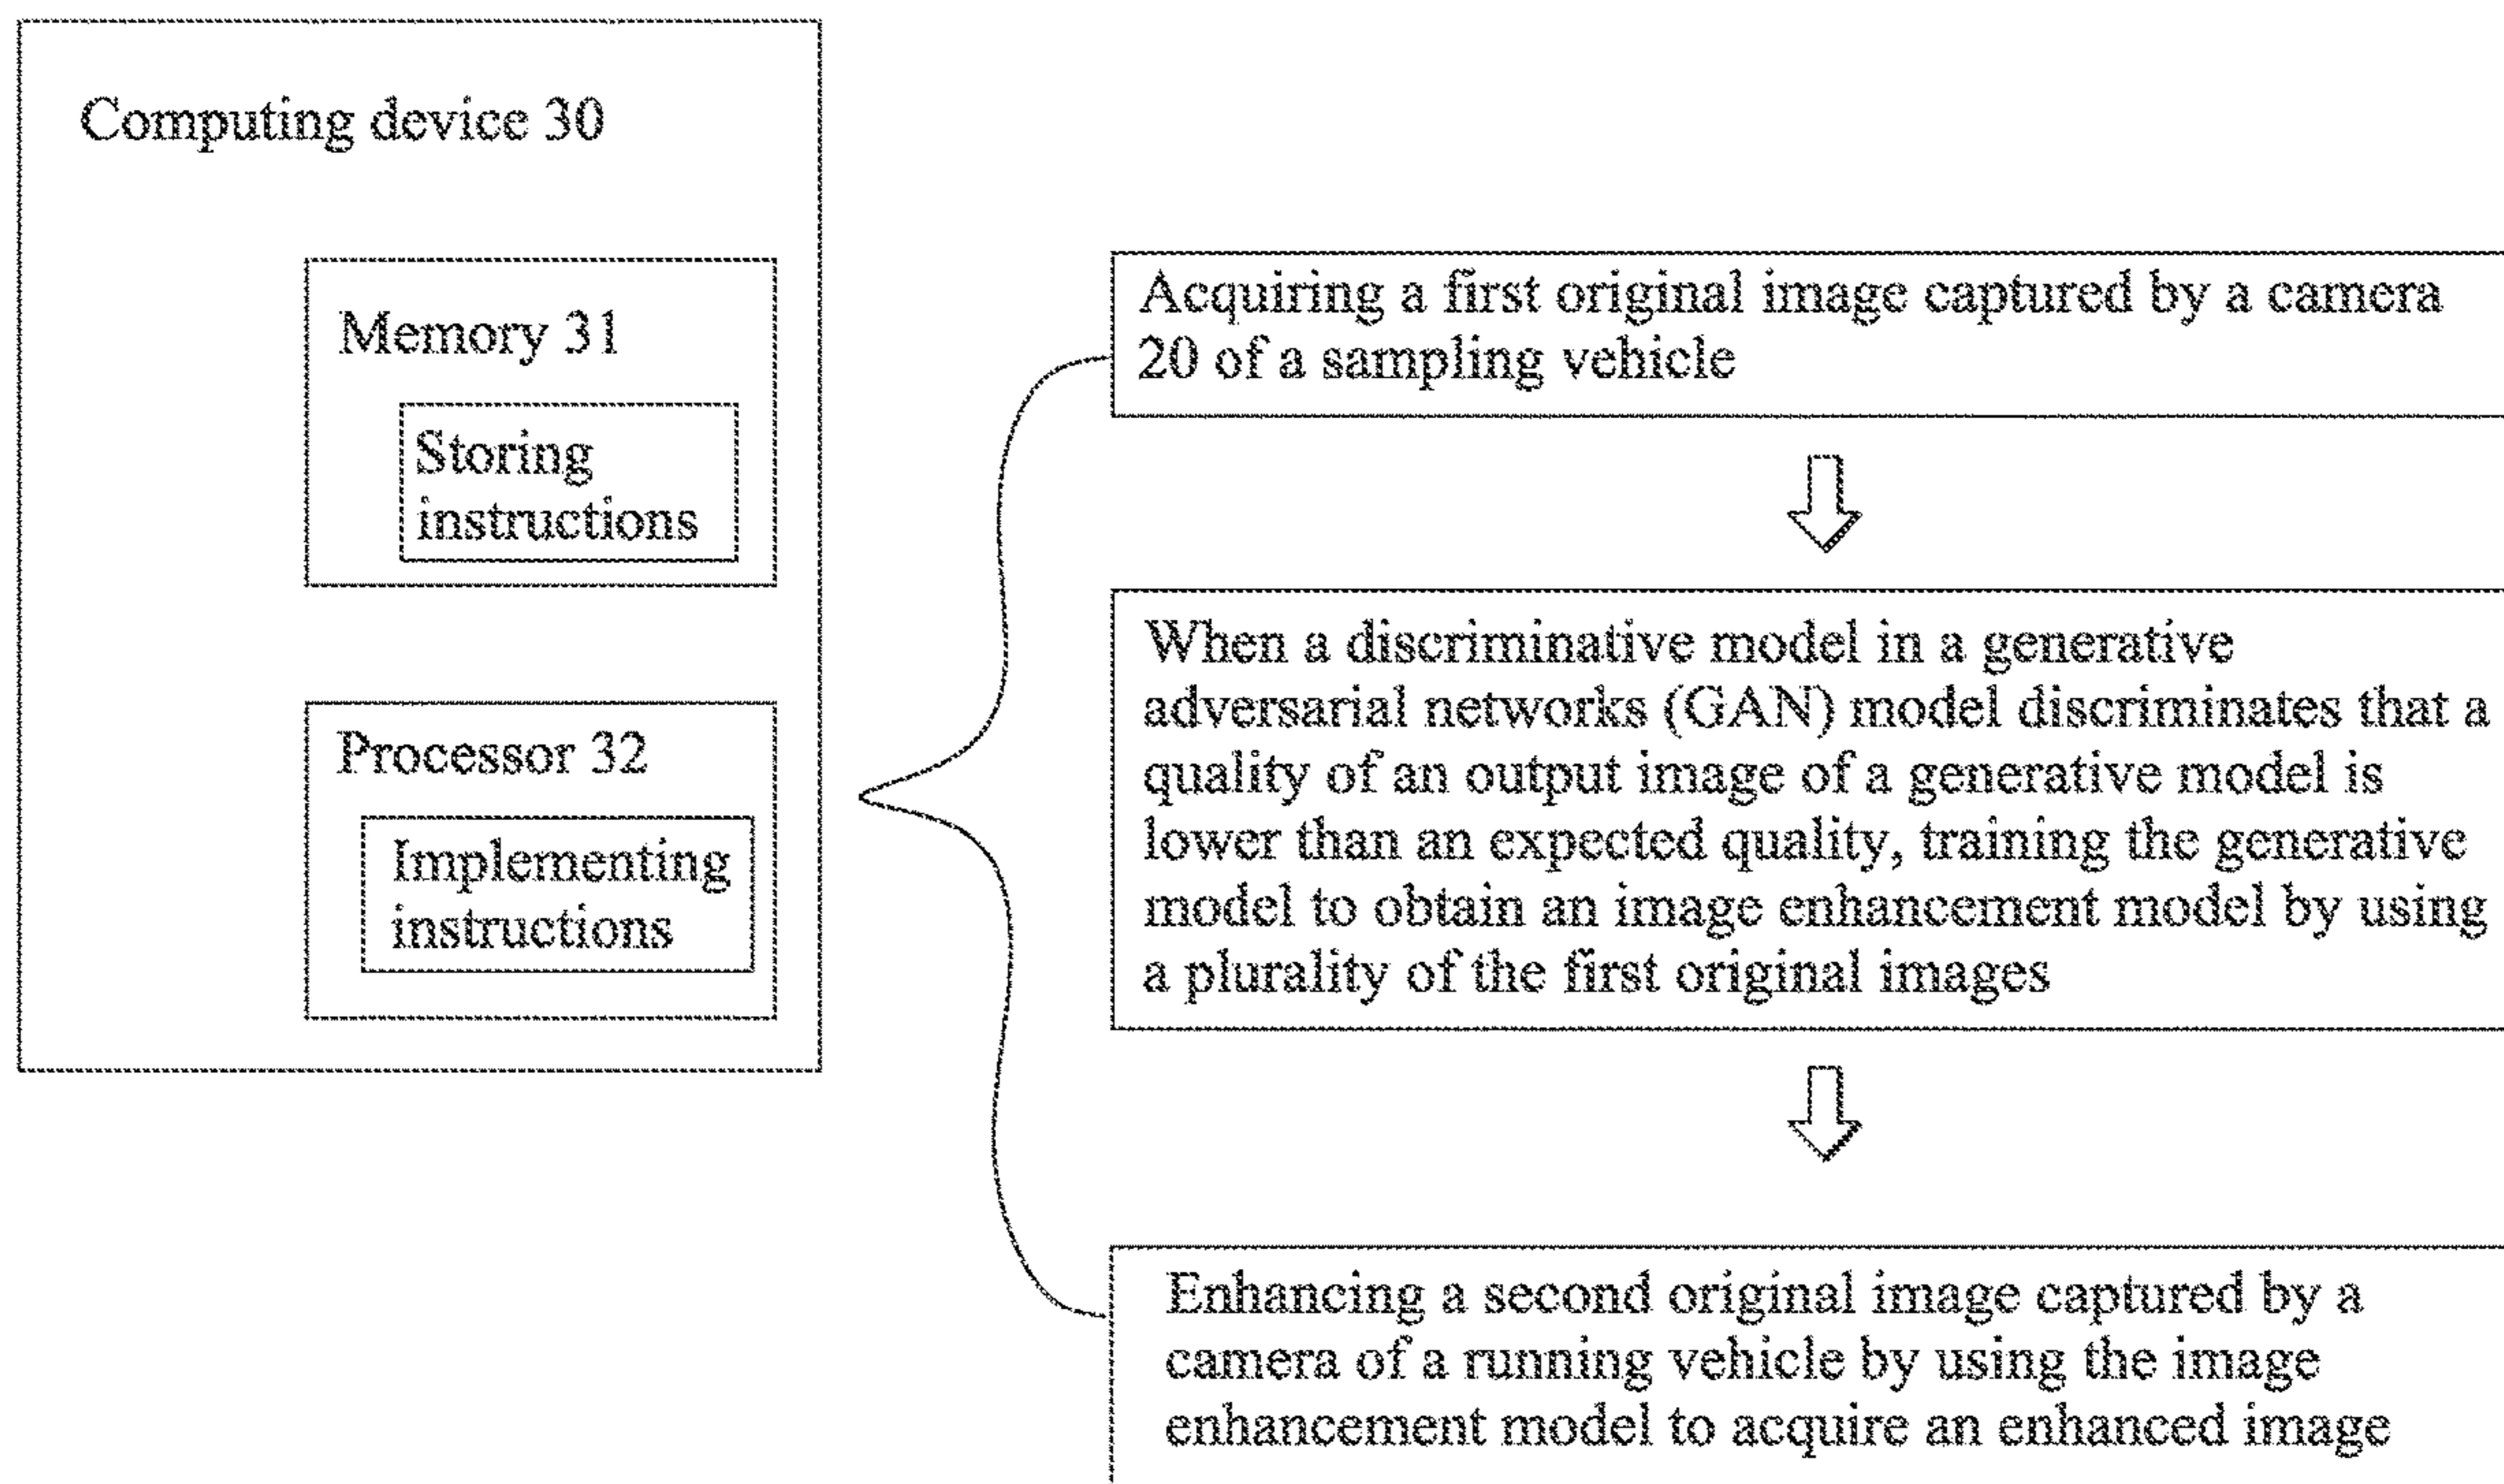 Computing device 30
Memory 31
Storing
instructions
Processor 32
Implementing
instructions
Acquiring a first original image captured by a camera
20 of a sampling vehicle
When a discriminative model in a generative
adversarial networks (GAN) model discriminates that a
quality of an output image of a generative model is
lower than an expected quality, training the generative
model to obtain an image enhancement model by using
a plurality of the first original images
Enhancing a second original image captured by a
camera of a running vehicle by using the image
enhancement model to acquire an enhanced image